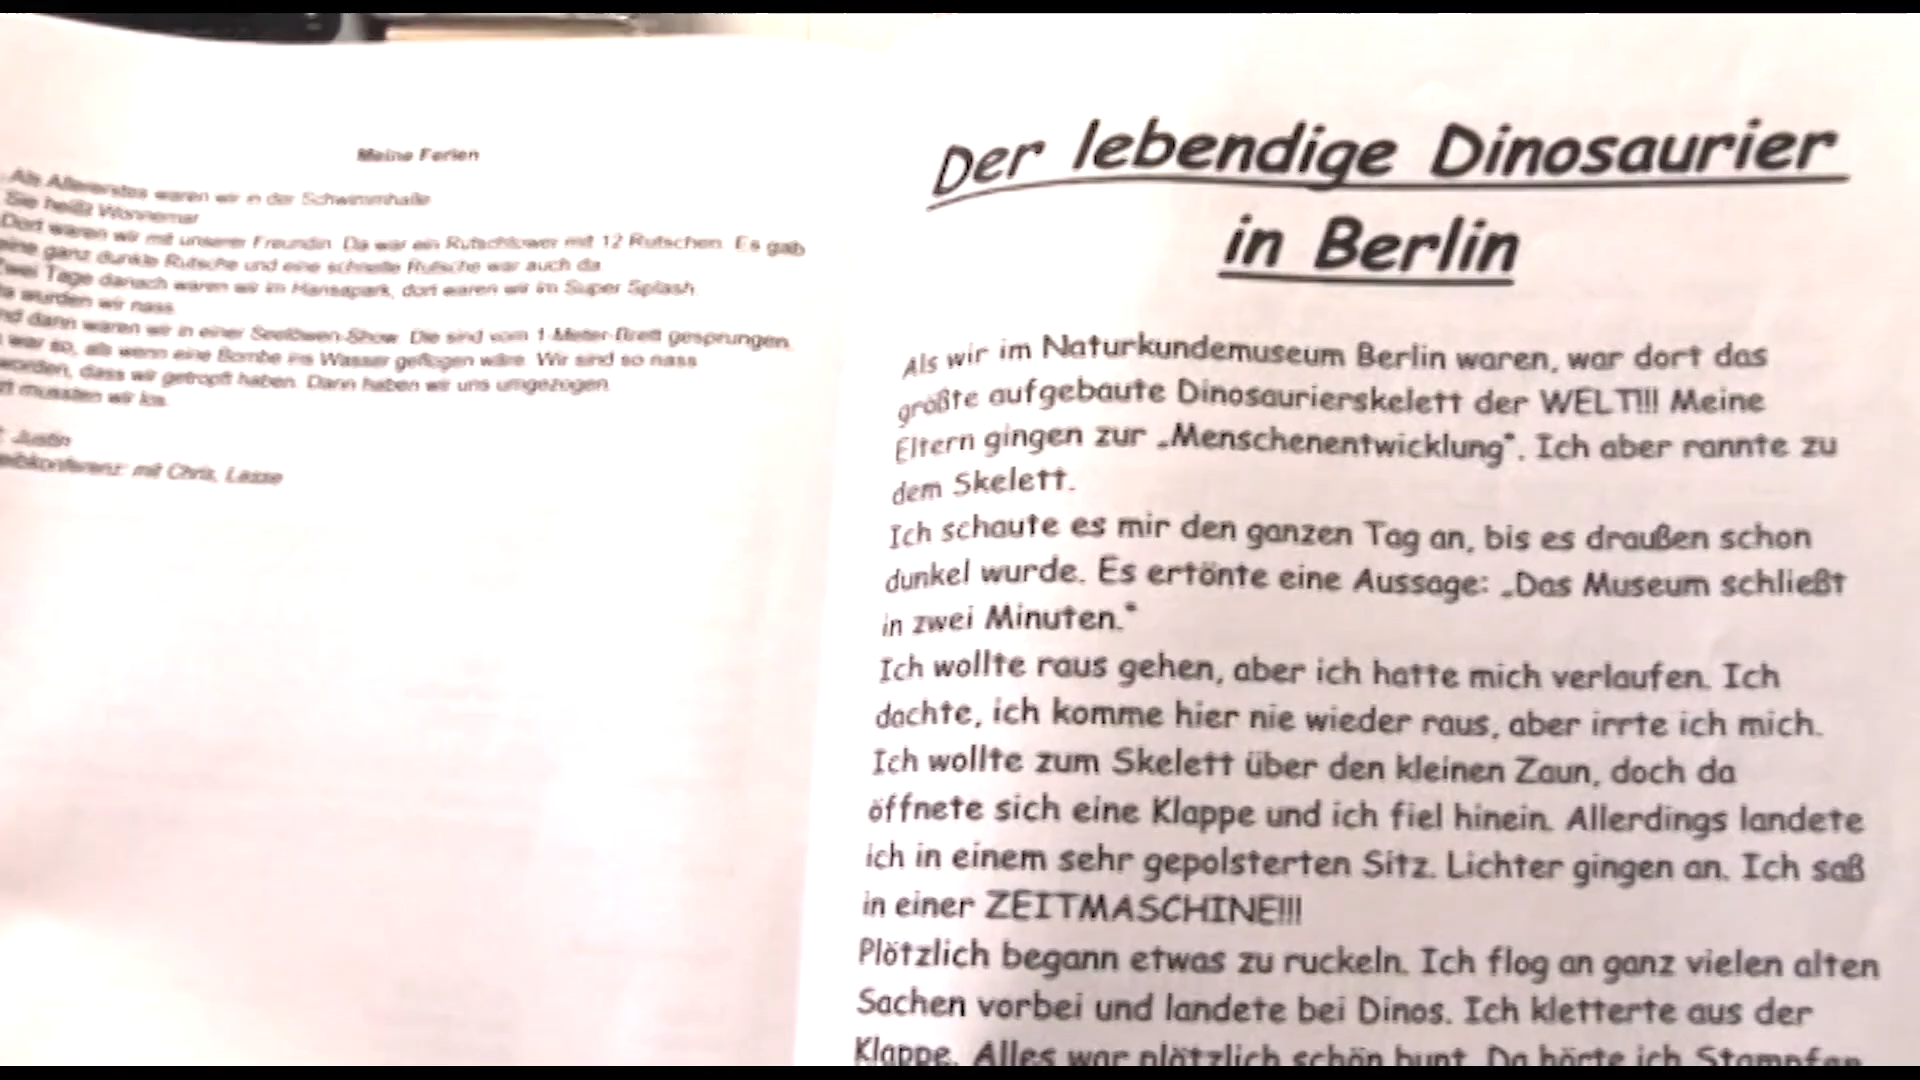 Meine Ferien
Als Allererstes waren wir in der Schwimmhalle
Sie heißt Wonnemar
Dort waren wir mit unserer Freundin. Da war ein Rutschtower mit 12 Rutschen. Es gab
eine ganz dunkle Rutsche und eine schnelle Rutsche war auch da
Zwei Tage danach waren wir im Hansapark, dort waren wir im Super Splash.
wurden wir nass.
dann waren wir in einer Seelöwen-Show. Die sind vom 1-Meter-Brett gesprungen.
war so, als wenn eine Bombe ins Wasser geflogen wäre. Wir sind so nass
worden, dass wir getropft haben. Dann haben wir uns umgezogen.
mussten wir los.
Justin
mit Chris, Lasse
Der lebendige Dinosaurier
in Berlin
Als wir im Naturkundemuseum Berlin waren, war dort das
größte aufgebaute Dinosaurierskelett der WELT!!! Meine
Eltern gingen zur „Menschenentwicklung“. Ich aber rannte zu
dem Skelett.
Ich schaute es mir den ganzen Tag an, bis es draußen schon
dunkel wurde. Es ertönte eine Aussage: „Das Museum schließt
in zwei Minuten.“
Ich wollte raus gehen, aber ich hatte mich verlaufen. Ich
dachte, ich komme hier nie wieder raus, aber irrte ich mich.
Ich wollte zum Skelett über den kleinen Zaun, doch da
öffnete sich eine Klappe und ich fiel hinein. Allerdings landete
ich in einem sehr gepolsterten Sitz. Lichter gingen an. Ich saß
in einer ZEITMASCHINE!!!
Plötzlich begann etwas zu ruckeln. Ich flog an ganz vielen alten
Sachen vorbei und landete bei Dinos. Ich kletterte aus der
Klappe. Alles war plötzlich schön bunt. Da hörte ich Stampfen